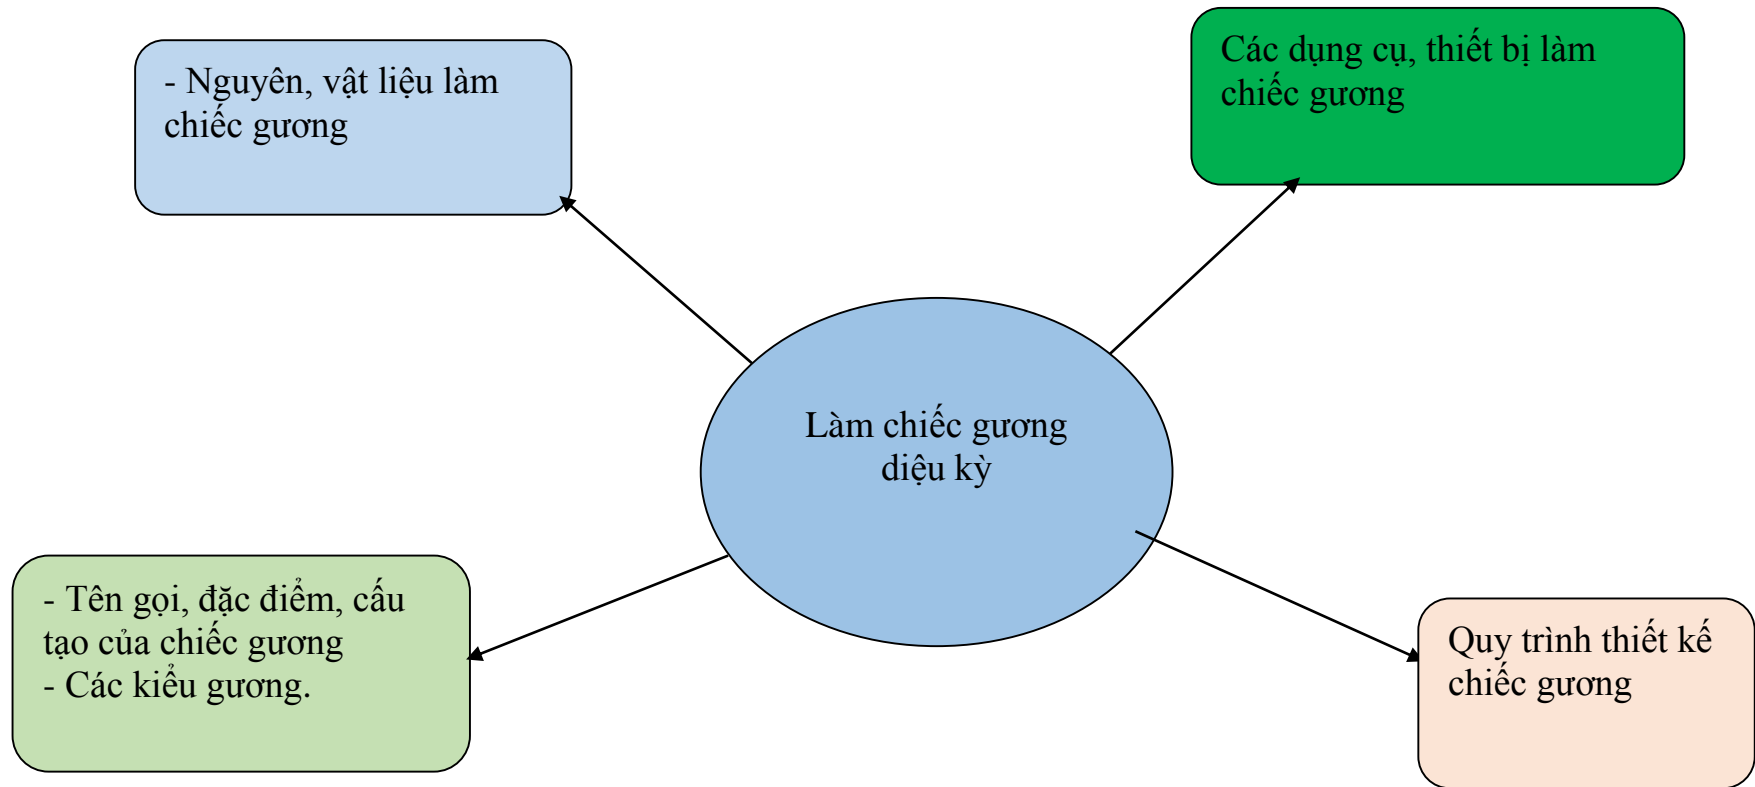 - Nguyên, vật liệu làm
chiếc gương
Các dụng cụ, thiết bị làm
chiếc gương
Làm chiếc gương
diệu kỳ
- Tên gọi, đặc điểm, cấu
tạo của chiếc gương
- Các kiểu gương.
Quy trình thiết kế
chiếc gương